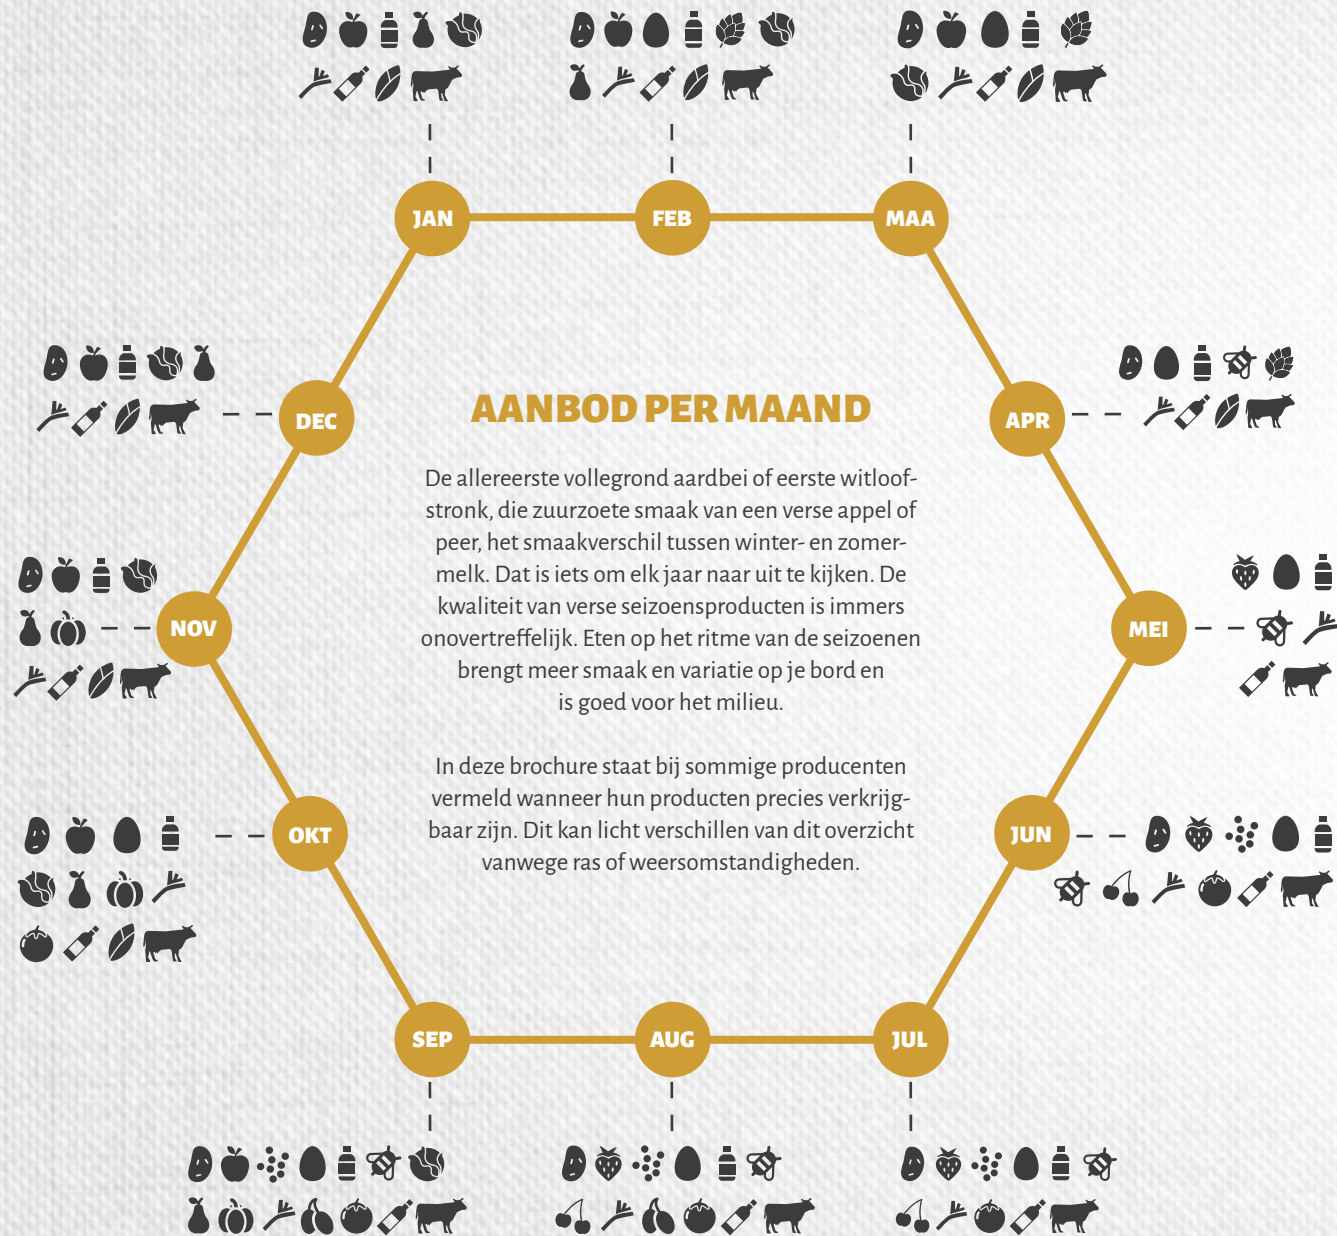 JAN
FEB
MAA
DEC
APR
AANBOD PER MAAND
De allereerste vollegrond aardbei of eerste witloof-
stronk, die zuurzoete smaak van een verse appel of
peer, het smaakverschil tussen winter- en zomer-
melk. Dat is iets om elk jaar naar uit te kijken. De
kwaliteit van verse seizoensproducten is immers
onovertreffelijk. Eten op het ritme van de seizoenen
brengt meer smaak en variatie op je bord en
is goed voor het milieu.
NOV
MEI
In deze brochure staat bij sommige producenten
vermeld wanneer hun producten precies verkrijg-
baar zijn. Dit kan licht verschillen van dit overzicht
vanwege ras of weersomstandigheden.
OKT
JUN
SEP
AUG
JUL